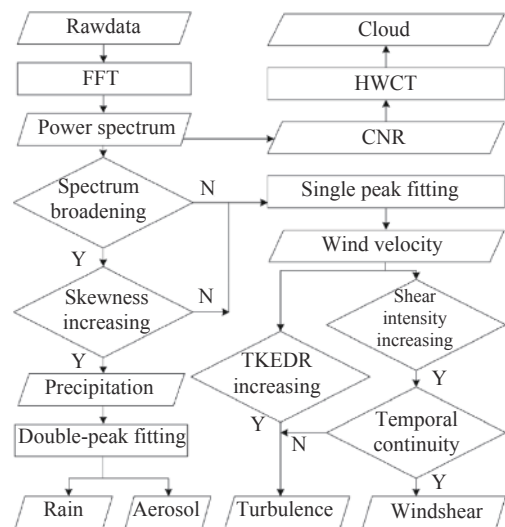 Rawdata
FFT
Power spectrum
Cloud
HWCT
CNR
Spectrum
broadening
N
Y
Skewness
increasing
N
Y
Precipitation
Double-peak fitting
Rain
Aerosol
Single peak fitting
Wind velocity
TKEDR
increasing
Y
Shear
intensity
increasing
Y
Temporal
continuity
N
Y
Turbulence
Windshear